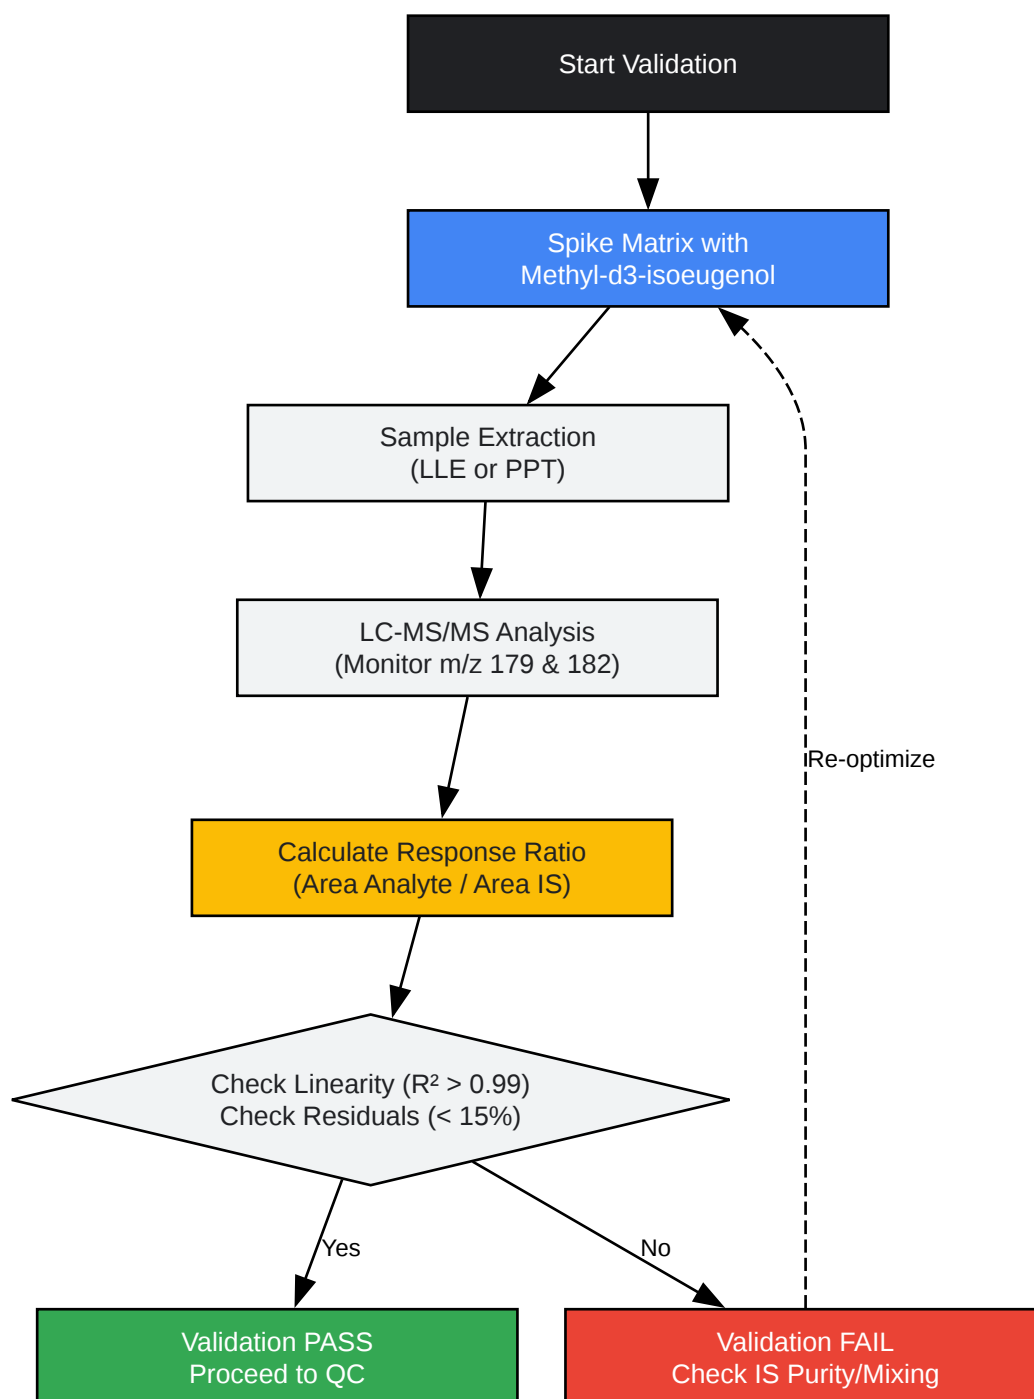 Start Validation
Spike Matrix with
Methyl-d3-isoeugenol
Sample Extraction
(LLE or PPT)
LC-MS/MS Analysis
(Monitor m/z 179 & 182)
Re-optimize
Calculate Response Ratio
(Area Analyte / Area IS)
Check Linearity (R² > 0.99)
Check Residuals (< 15%)
Yes
No
Validation PASS
Proceed to QC
Validation FAIL
Check IS Purity/Mixing